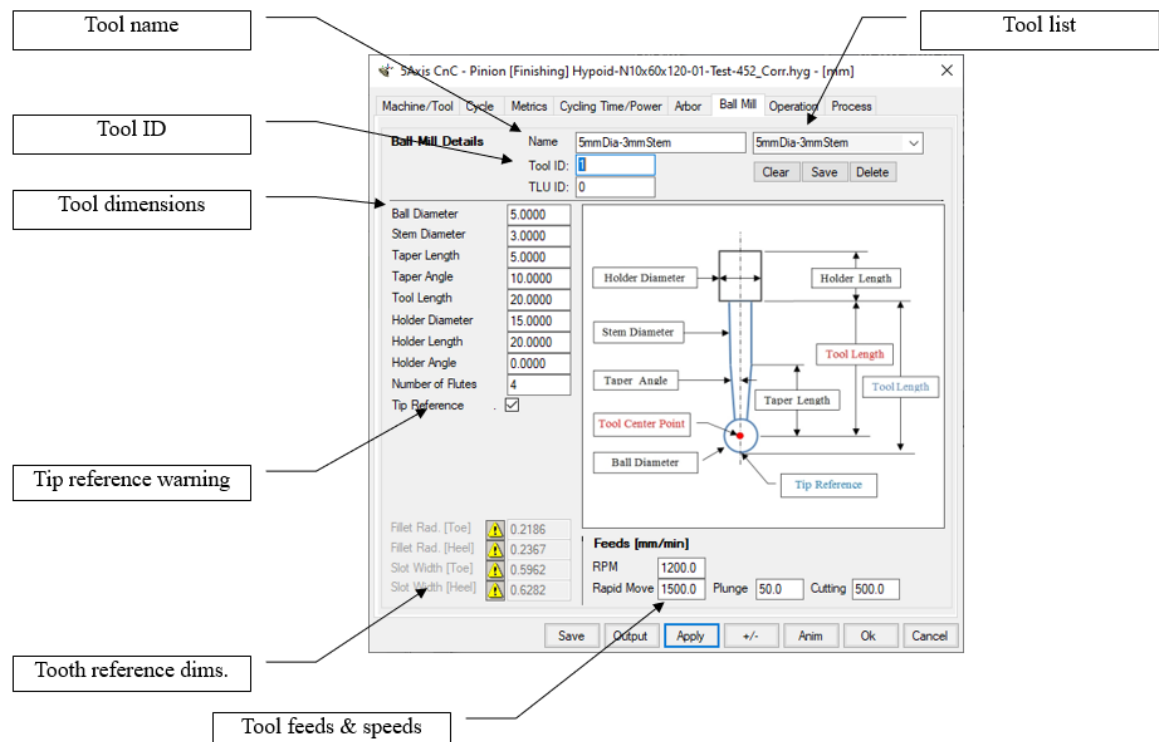 Tool name
Tool list
5Axis CnC - Pinion [Finishing] Hypoid-N10x60x120-01-Test-452_Corr.hyg - [mm]
Machine/Tool Cycle Metrics Cycling Time/Power Arbor Ball Mill Operation Process
Tool ID
Ball-Mill Details Name 5mmDia-3mmStem 5mmDia-3mmStem
Tool ID: 1 Clear Save Delete
TLU ID: 0
Tool dimensions
Ball Diameter 5.0000
Stem Diameter 3.0000
Taper Length 5.0000
Taper Angle 10.0000
Tool Length 20.0000
Holder Diameter 15.0000
Holder Length 20.0000
Holder Angle 0.0000
Number of Flutes 4
Tip Reference .
Holder Diameter
Holder Length
Stem Diameter
Tool Length
Taper Angle
Tool Length
Taper Length
Tool Center Point
Ball Diameter
Tip Reference
Tip reference warning
Fillet Rad. [Toe] 0.2186
Fillet Rad. [Heel] 0.2367
Slot Width [Toe] 0.5962
Slot Width [Heel] 0.6282
Feeds [mm/min]
RPM 1200.0
Rapid Move 1500.0 Plunge 50.0 Cutting 500.0
Save Output Apply +/- Anim Ok Cancel
Tooth reference dims.
Tool feeds & speeds